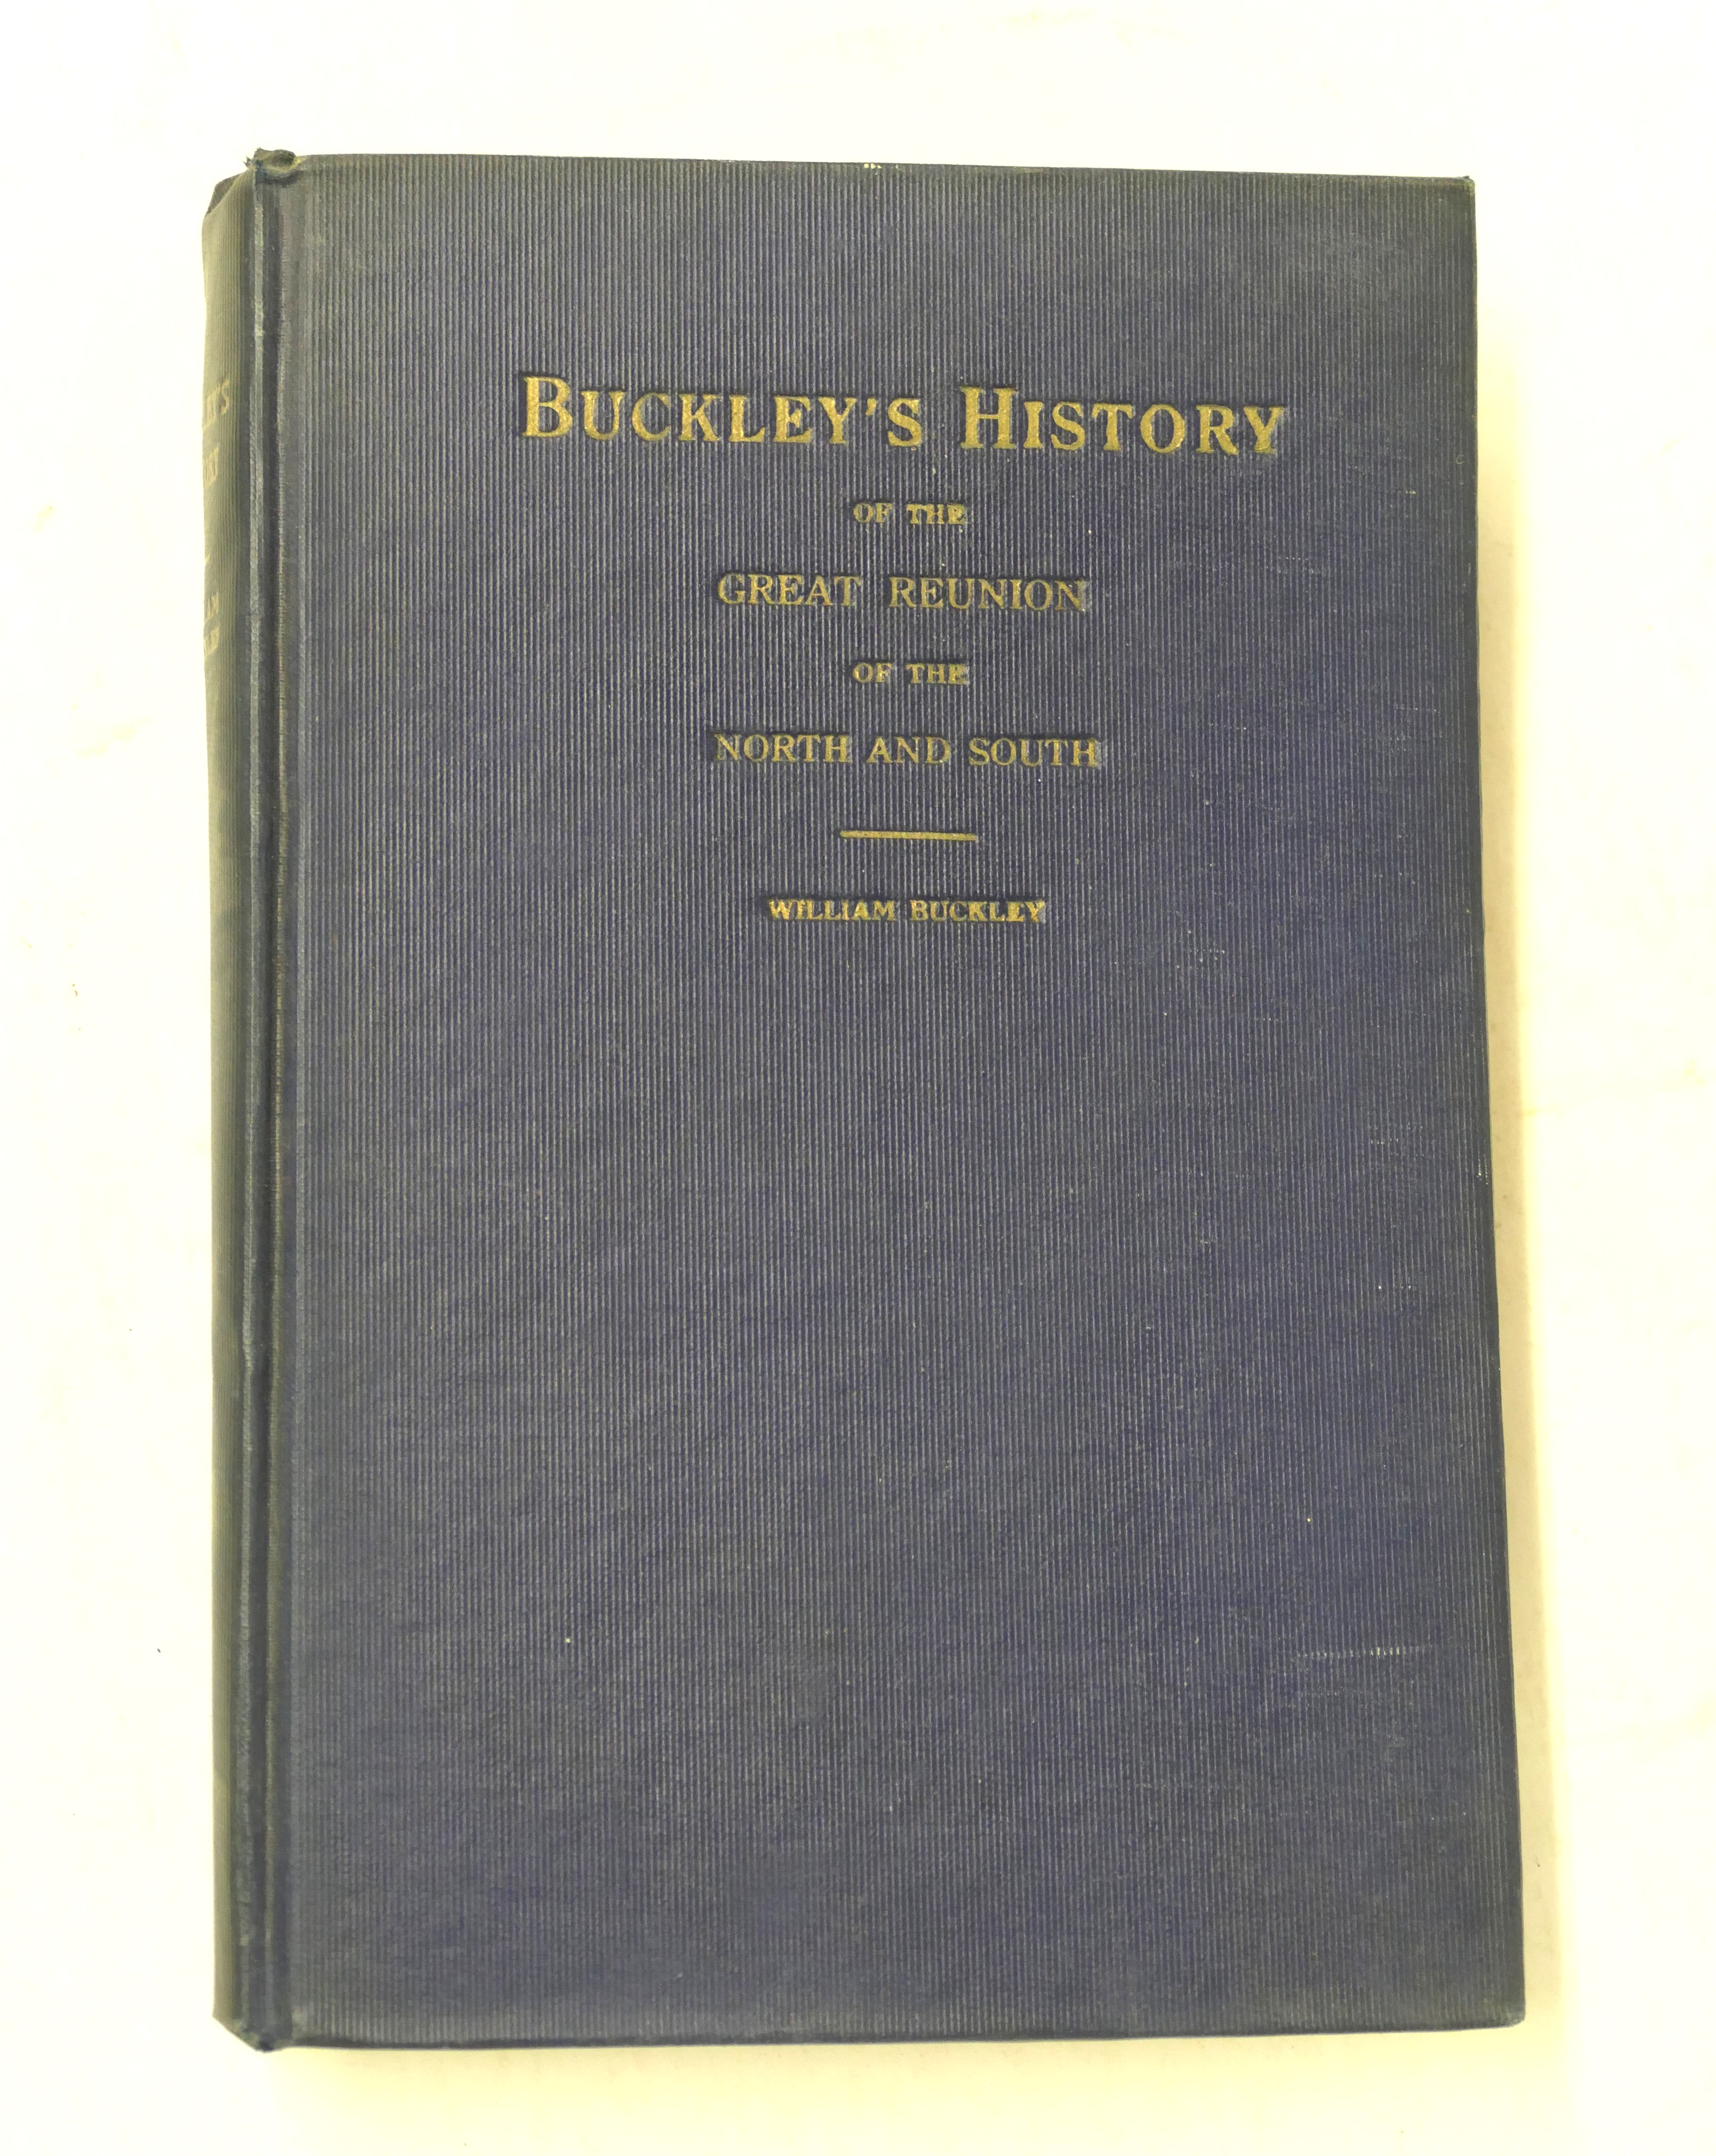 BUCKLEY'S HISTORY
OF THE
GREAT REUNION
OF THE
NORTH AND SOUTH
WILLIAM BUCKLEY